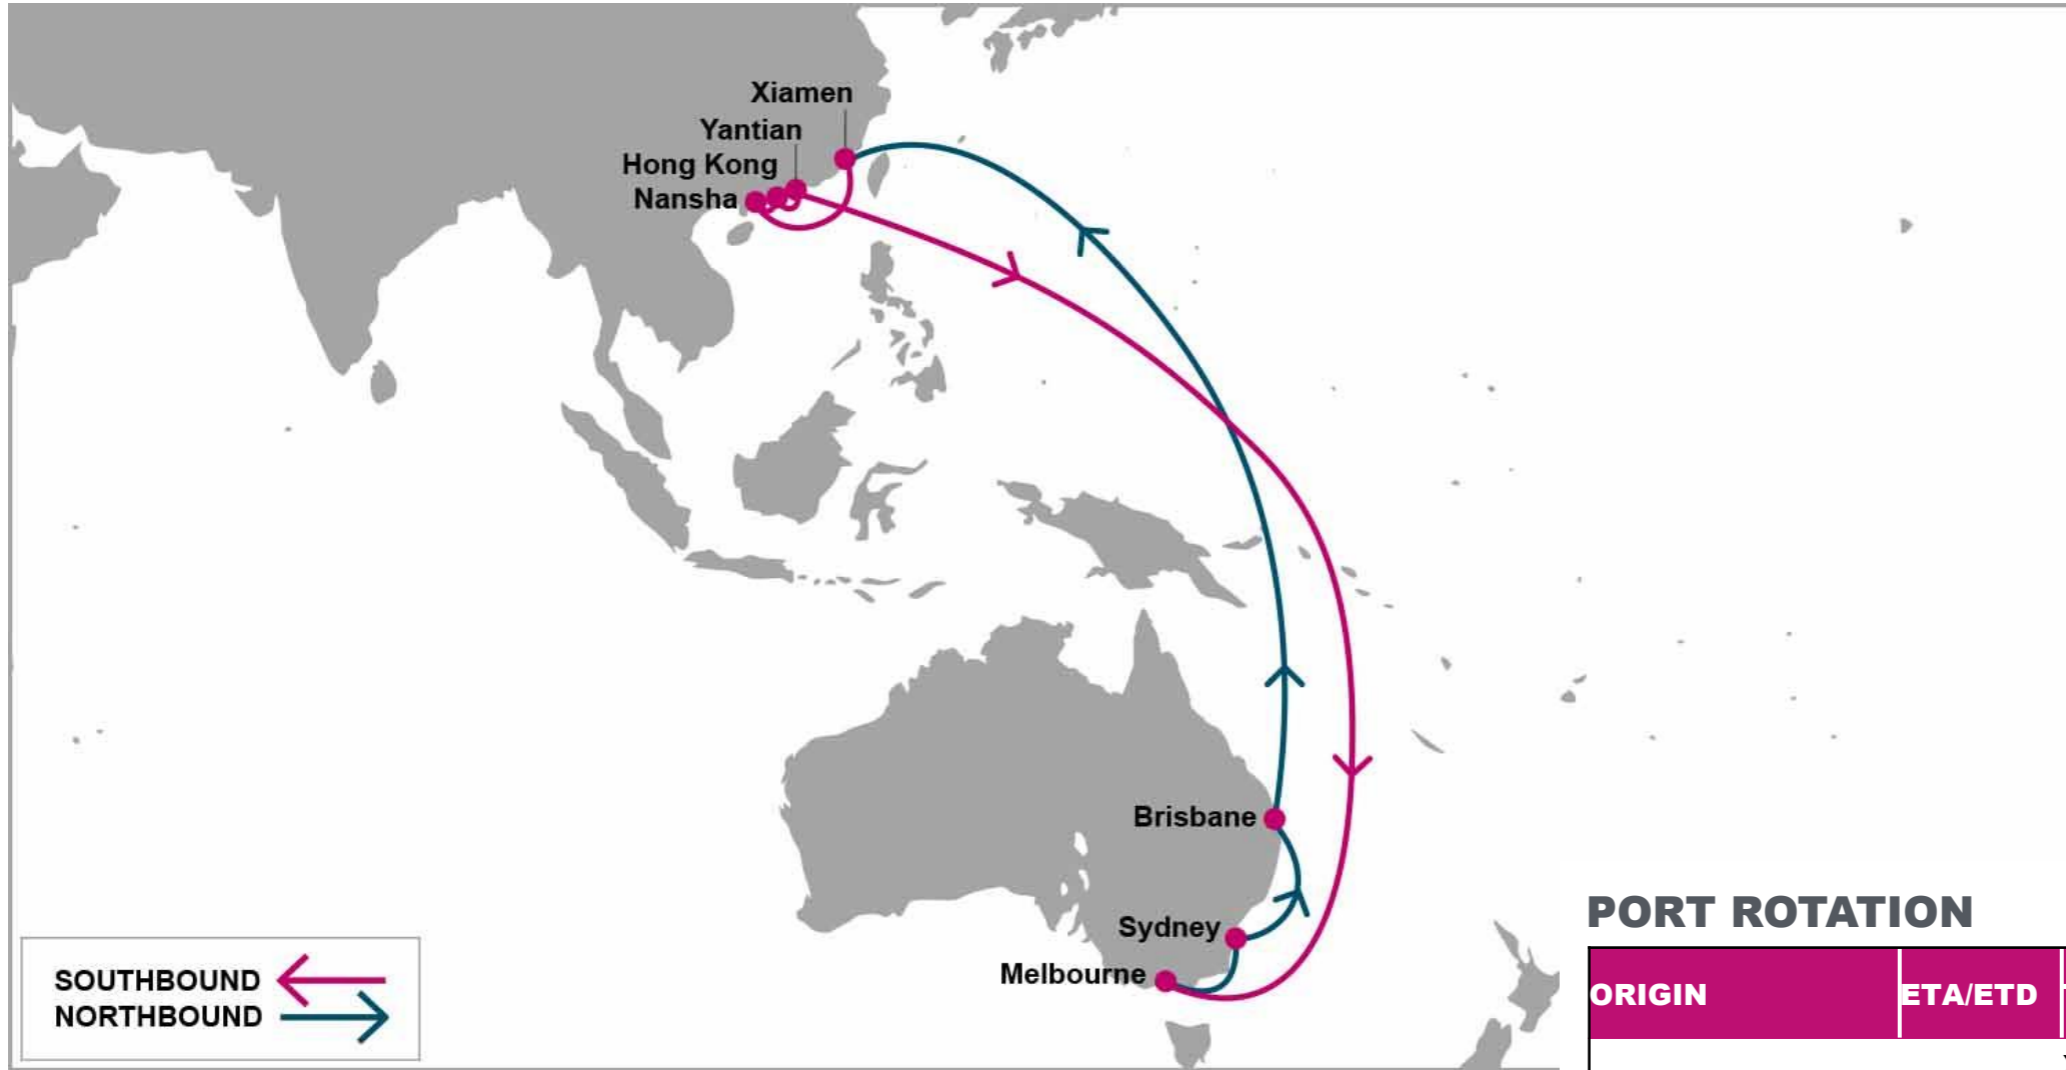 Xiamen
Yantian
Hong Kong
Nansha
Brisbane
Sydney
Melbourne
SOUTHBOUND
NORTHBOUND
PORT ROTATION
ORIGIN ETA/ETD